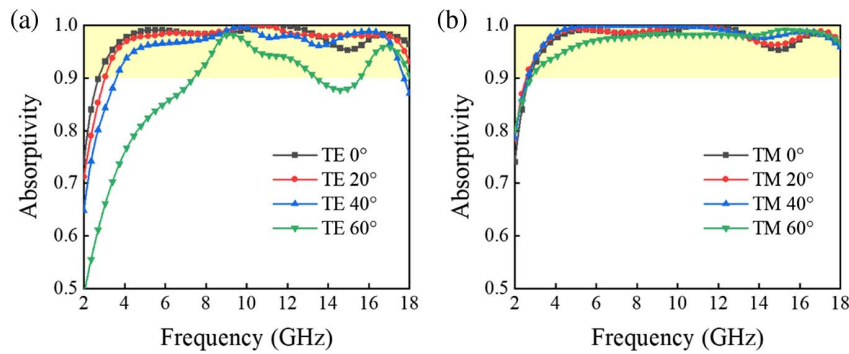 (a)
Absorptivity
1.0
0.9
0.8
0.7
0.6
0.5
TE 0°
TE 20°
TE 40°
TE 60°
2 4 6 8 10 12 14 16 18
Frequency (GHz)
(b)
Absorptivity
1.0
0.9
0.8
0.7
0.6
0.5
TM 0°
TM 20°
TM 40°
TM 60°
2 4 6 8 10 12 14 16 18
Frequency (GHz)